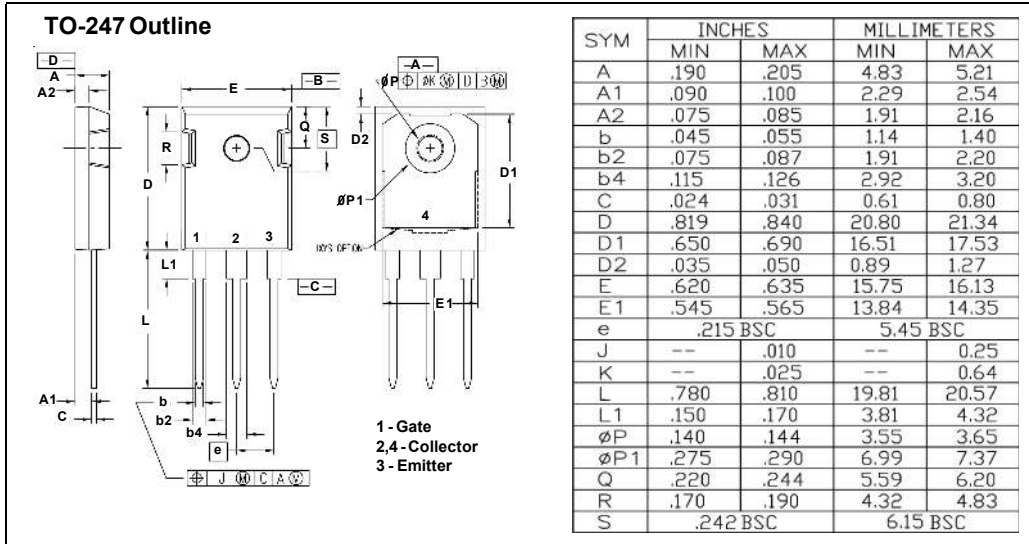 TO-247 Outline
D
A
A2
E
B
A
øP ⌖ øK Ⓜ D B Ⓜ
Q
S
D2
R
D
D1
øP1
4
1 2 3
IXYS OPTION
L1
C
E1
L
A1
C
b
b2
b4
e
⌖ J Ⓜ C A Ⓜ
1 - Gate
2,4 - Collector
3 - Emitter
SYM INCHES MILLIMETERS
MIN MAX MIN MAX
A .190 .205 4.83 5.21
A1 .090 .100 2.29 2.54
A2 .075 .085 1.91 2.16
b .045 .055 1.14 1.40
b2 .075 .087 1.91 2.20
b4 .115 .126 2.92 3.20
C .024 .031 0.61 0.80
D .819 .840 20.80 21.34
D1 .650 .690 16.51 17.53
D2 .035 .050 0.89 1.27
E .620 .635 15.75 16.13
E1 .545 .565 13.84 14.35
e .215 BSC 5.45 BSC
J -- .010 -- 0.25
K -- .025 -- 0.64
L .780 .810 19.81 20.57
L1 .150 .170 3.81 4.32
øP .140 .144 3.55 3.65
øP1 .275 .290 6.99 7.37
Q .220 .244 5.59 6.20
R .170 .190 4.32 4.83
S .242 BSC 6.15 BSC